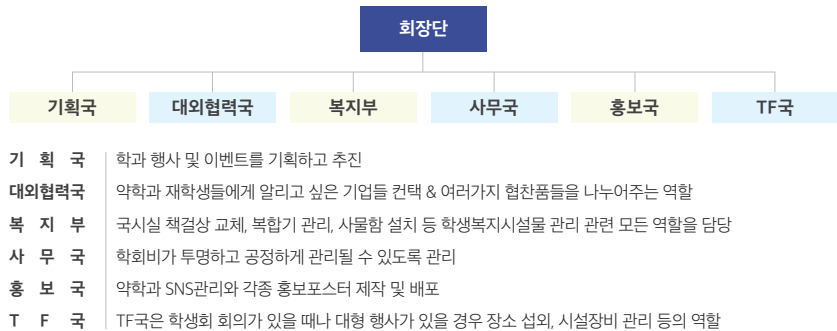 회장단
기획국 대외협력국 복지부 사무국 홍보국 TF국
기 획 국 학과 행사 및 이벤트를 기획하고 추진
대외협력국 약학과 재학생들에게 알리고 싶은 기업들 컨택 & 여러가지 협찬품들을 나누어주는 역할
복 지 부 국시실 책걸상 교체, 복합기 관리, 사물함 설치 등 학생복지시설물 관리 관련 모든 역할을 담당
사 무 국 학회비가 투명하고 공정하게 관리될 수 있도록 관리
홍 보 국 약학과 SNS관리와 각종 홍보포스터 제작 및 배포
T F 국 TF국은 학생회 회의가 있을 때나 대형 행사가 있을 경우 장소 섭외, 시설장비 관리 등의 역할